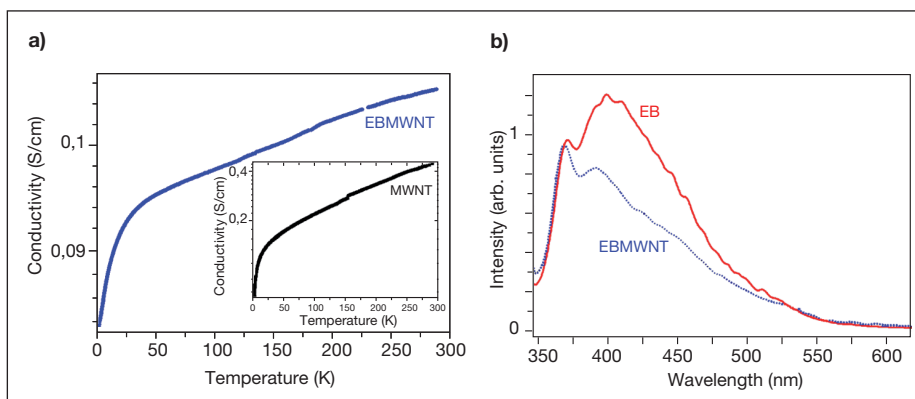 a)
Conductivity (S/cm)
0,1
0,09
EBMWNT
Conductivity (S/cm)
0,4
0,2
MWNT
0 50 100 150 200 250 300
Temperature (K)
0 50 100 150 200 250 300
Temperature (K)
b)
Intensity (arb. units)
1
0
EB
EBMWNT
350 400 450 500 550 600
Wavelength (nm)